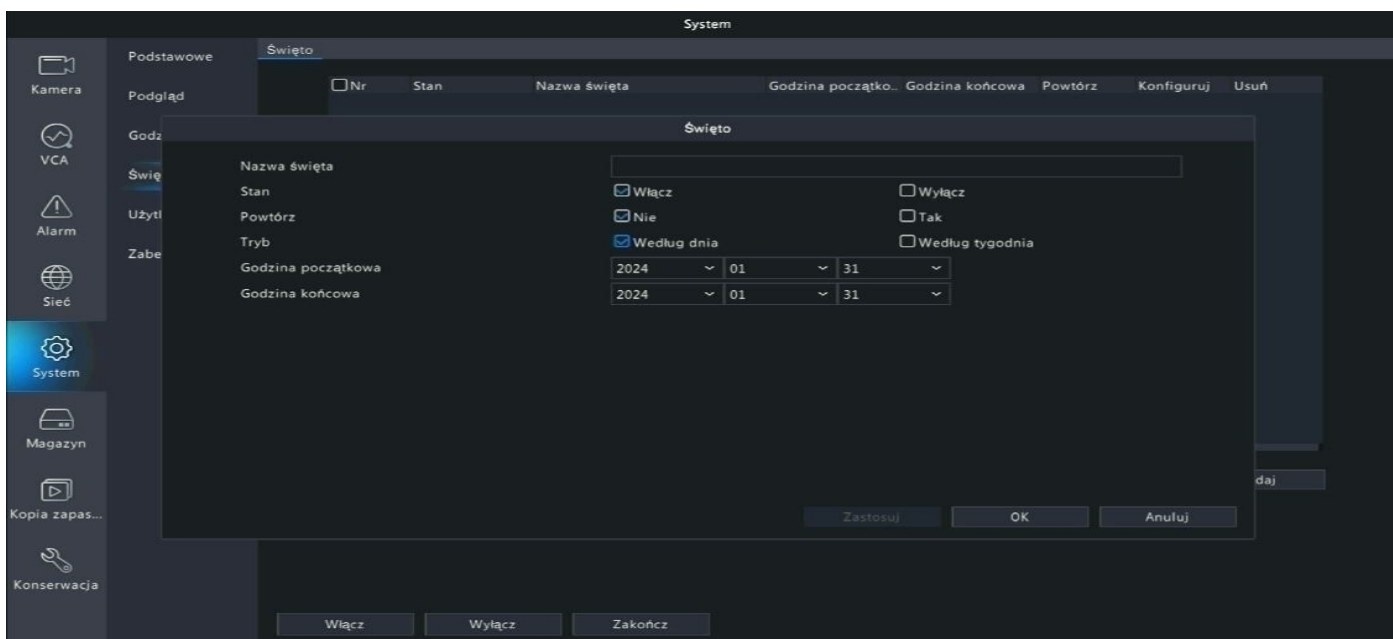 System
Kamera
VCA
Alarm
Sieć
System
Magazyn
Kopia zapas...
Konserwacja
Podstawowe
Podgląd
Godz
Świę
Użytl
Zabe
Święto
Nr Stan Nazwa święta Godzina początko... Godzina końcowa Powtórz Konfiguruj Usuń
Święto
Nazwa święta
Stan Włącz Wyłącz
Powtórz Nie Tak
Tryb Według dnia Według tygodnia
Godzina początkowa 2024 01 31
Godzina końcowa 2024 01 31
daj
Zastosuj OK Anuluj
Włącz Wyłącz Zakończ